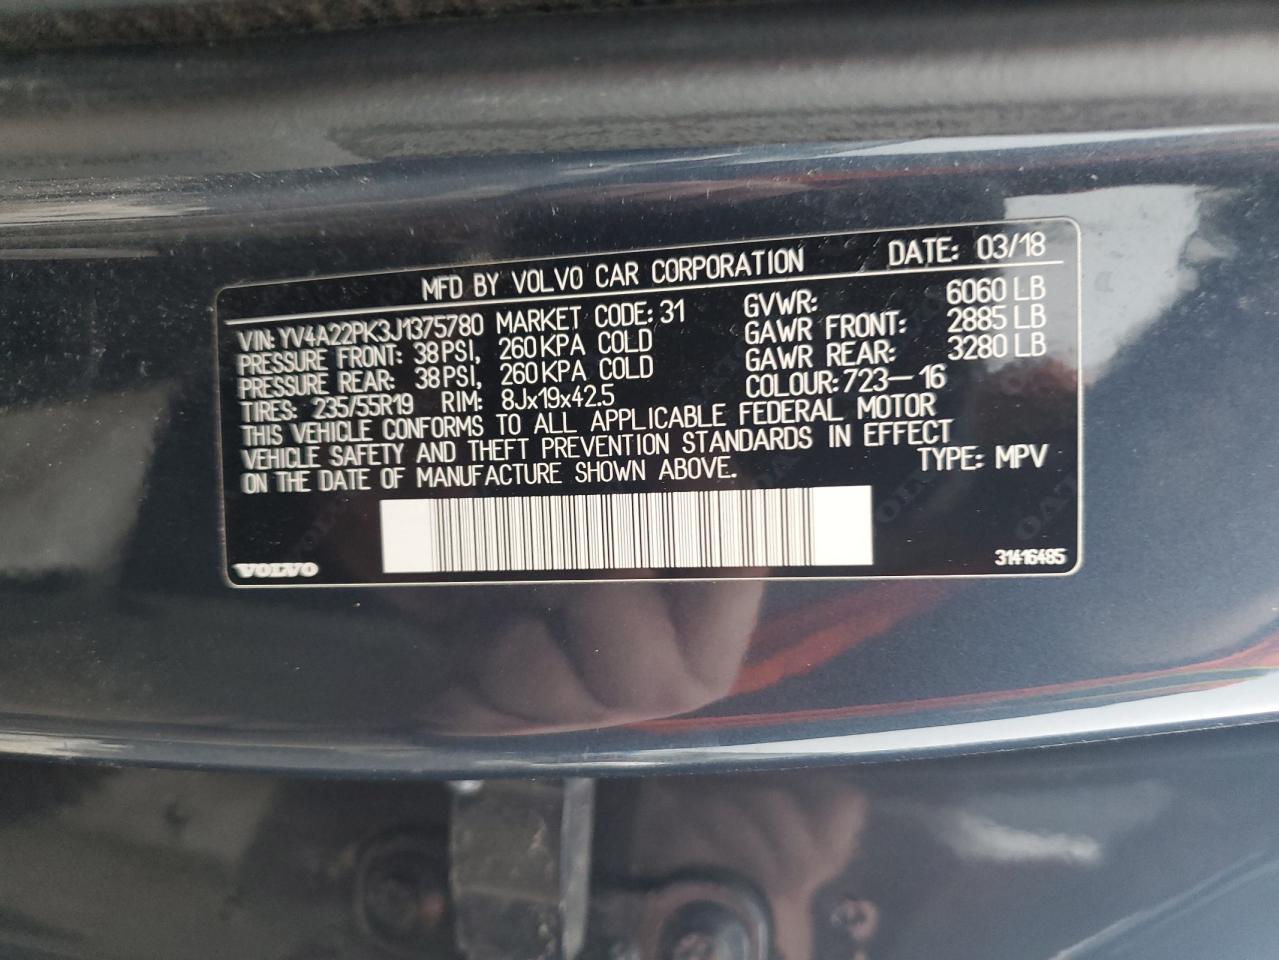 MFD BY VOLVO CAR CORPORATION DATE: 03/18
VIN: YV4A22PK3J1375780 MARKET CODE: 31 GVWR: 6060 LB
PRESSURE FRONT: 38 PSI, 260 KPA COLD GAWR FRONT: 2885 LB
PRESSURE REAR: 38 PSI, 260 KPA COLD GAWR REAR: 3280 LB
TIRES: 235/55R19 RIM: 8Jx19x42.5 COLOUR: 723-16
THIS VEHICLE CONFORMS TO ALL APPLICABLE FEDERAL MOTOR
VEHICLE SAFETY AND THEFT PREVENTION STANDARDS IN EFFECT
ON THE DATE OF MANUFACTURE SHOWN ABOVE. TYPE: MPV
VOLVO 31416485